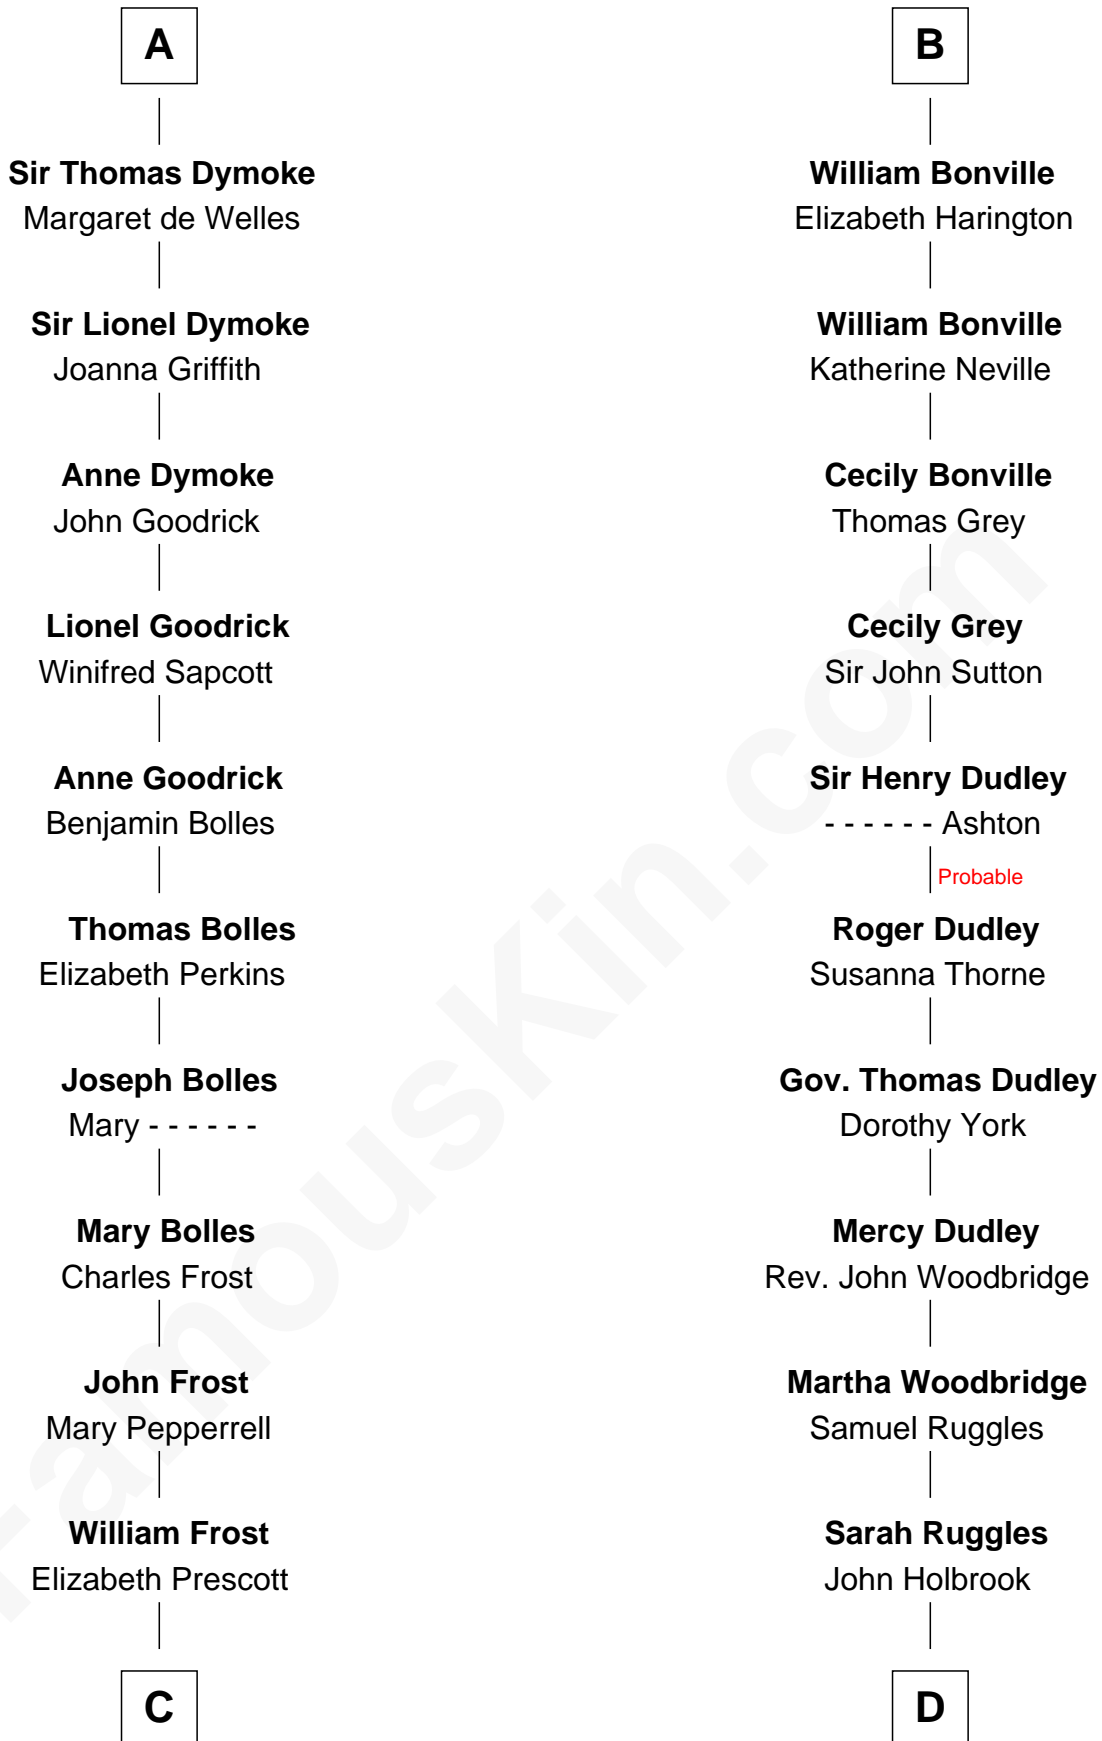 A
Sir Thomas Dymoke
Margaret de Welles
Sir Lionel Dymoke
Joanna Griffith
Anne Dymoke
John Goodrick
Lionel Goodrick
Winifred Sapcott
Anne Goodrick
Benjamin Bolles
Thomas Bolles
Elizabeth Perkins
Joseph Bolles
Mary - - - - - -
Mary Bolles
Charles Frost
John Frost
Mary Pepperrell
William Frost
Elizabeth Prescott
C
B
William Bonville
Elizabeth Harington
William Bonville
Katherine Neville
Cecily Bonville
Thomas Grey
Cecily Grey
Sir John Sutton
Sir Henry Dudley
- - - - - - Ashton
Probable
Roger Dudley
Susanna Thorne
Gov. Thomas Dudley
Dorothy York
Mercy Dudley
Rev. John Woodbridge
Martha Woodbridge
Samuel Ruggles
Sarah Ruggles
John Holbrook
D
FamousKin.com